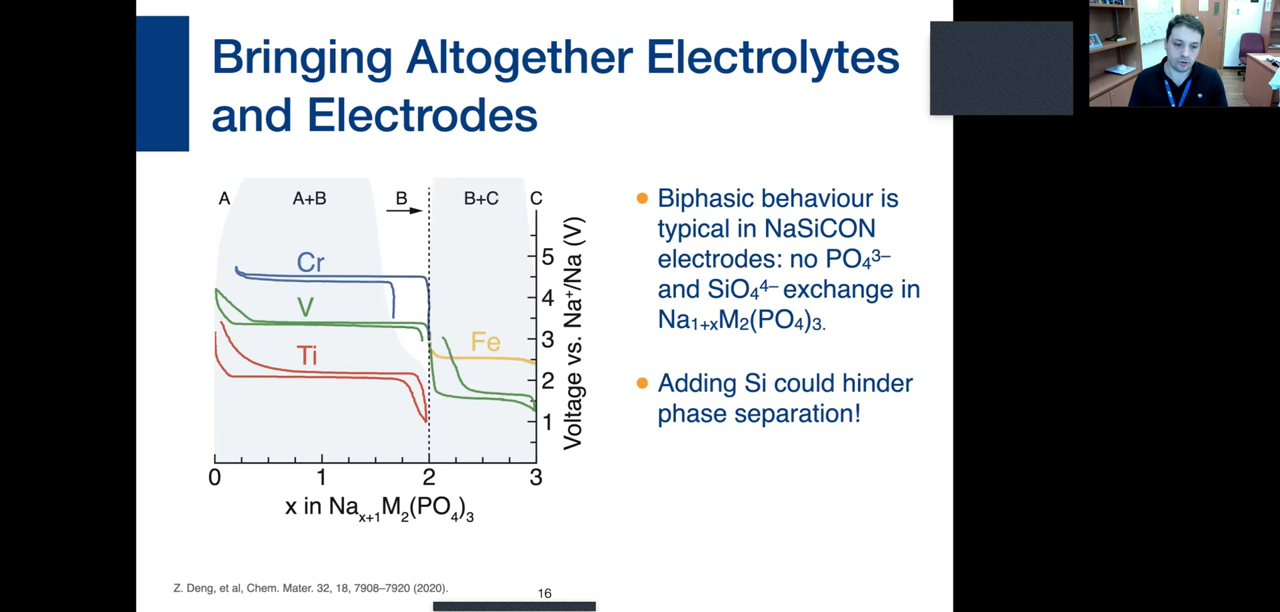 Bringing Altogether Electrolytes
and Electrodes
A
A+B
B
B+C
C
Cr
V
Ti
Fe
5
4
3
2
1
Voltage vs. Na⁺/Na (V)
0
1
2
3
x in Naₓ₊₁M₂(PO₄)₃
Biphasic behaviour is
typical in NaSiCON
electrodes: no PO₄³⁻
and SiO₄⁴⁻ exchange in
Na₁₊ₓM₂(PO₄)₃.
Adding Si could hinder
phase separation!
Z. Deng, et al, Chem. Mater. 32, 18, 7908–7920 (2020).
16